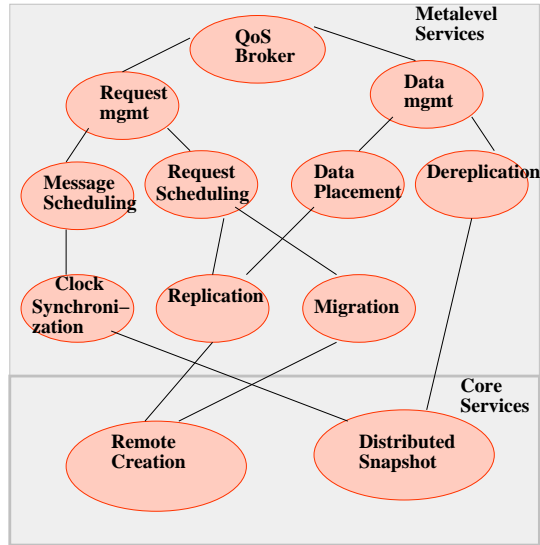 Metalevel
Services
QoS
Broker
Request
mgmt
Data
mgmt
Message
Scheduling
Request
Scheduling
Data
Placement
Dereplication
Clock
Synchroni–
zation
Replication
Migration
Core
Services
Remote
Creation
Distributed
Snapshot